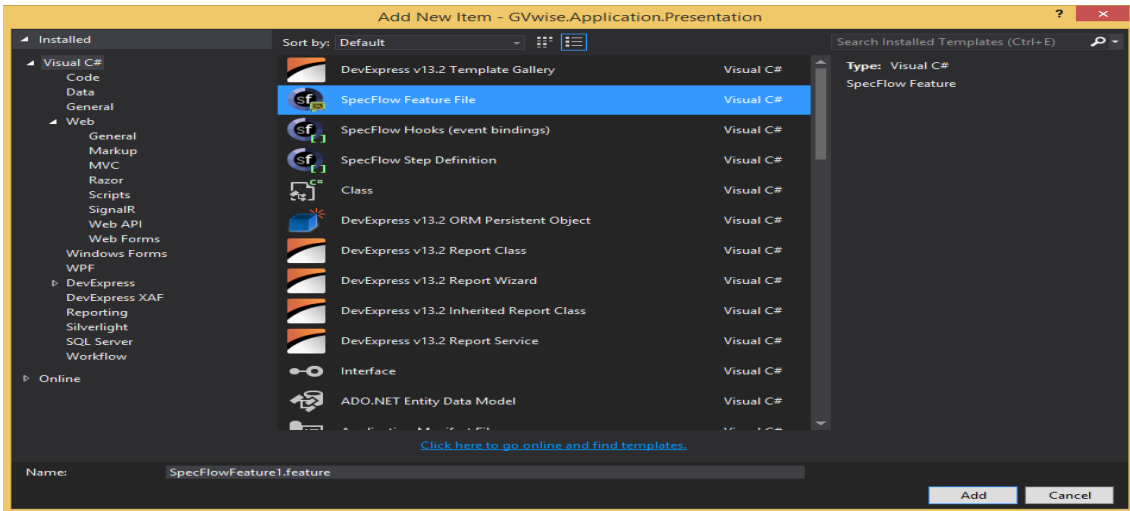 Add New Item - GVwise.Application.Presentation ?
Installed
Sort by: Default
Search Installed Templates (Ctrl+E)
Visual C#
Code
Data
General
Web
General
Markup
MVC
Razor
Scripts
SignalR
Web API
Web Forms
Windows Forms
WPF
DevExpress
DevExpress XAF
Reporting
Silverlight
SQL Server
Workflow
Online
DevExpress v13.2 Template Gallery Visual C#
sf SpecFlow Feature File Visual C#
sf SpecFlow Hooks (event bindings) Visual C#
sf SpecFlow Step Definition Visual C#
C# Class Visual C#
DevExpress v13.2 ORM Persistent Object Visual C#
DevExpress v13.2 Report Class Visual C#
DevExpress v13.2 Report Wizard Visual C#
DevExpress v13.2 Inherited Report Class Visual C#
DevExpress v13.2 Report Service Visual C#
Interface Visual C#
ADO.NET Entity Data Model Visual C#
Type: Visual C#
SpecFlow Feature
Click here to go online and find templates.
Name: SpecFlowFeature1.feature
Add Cancel